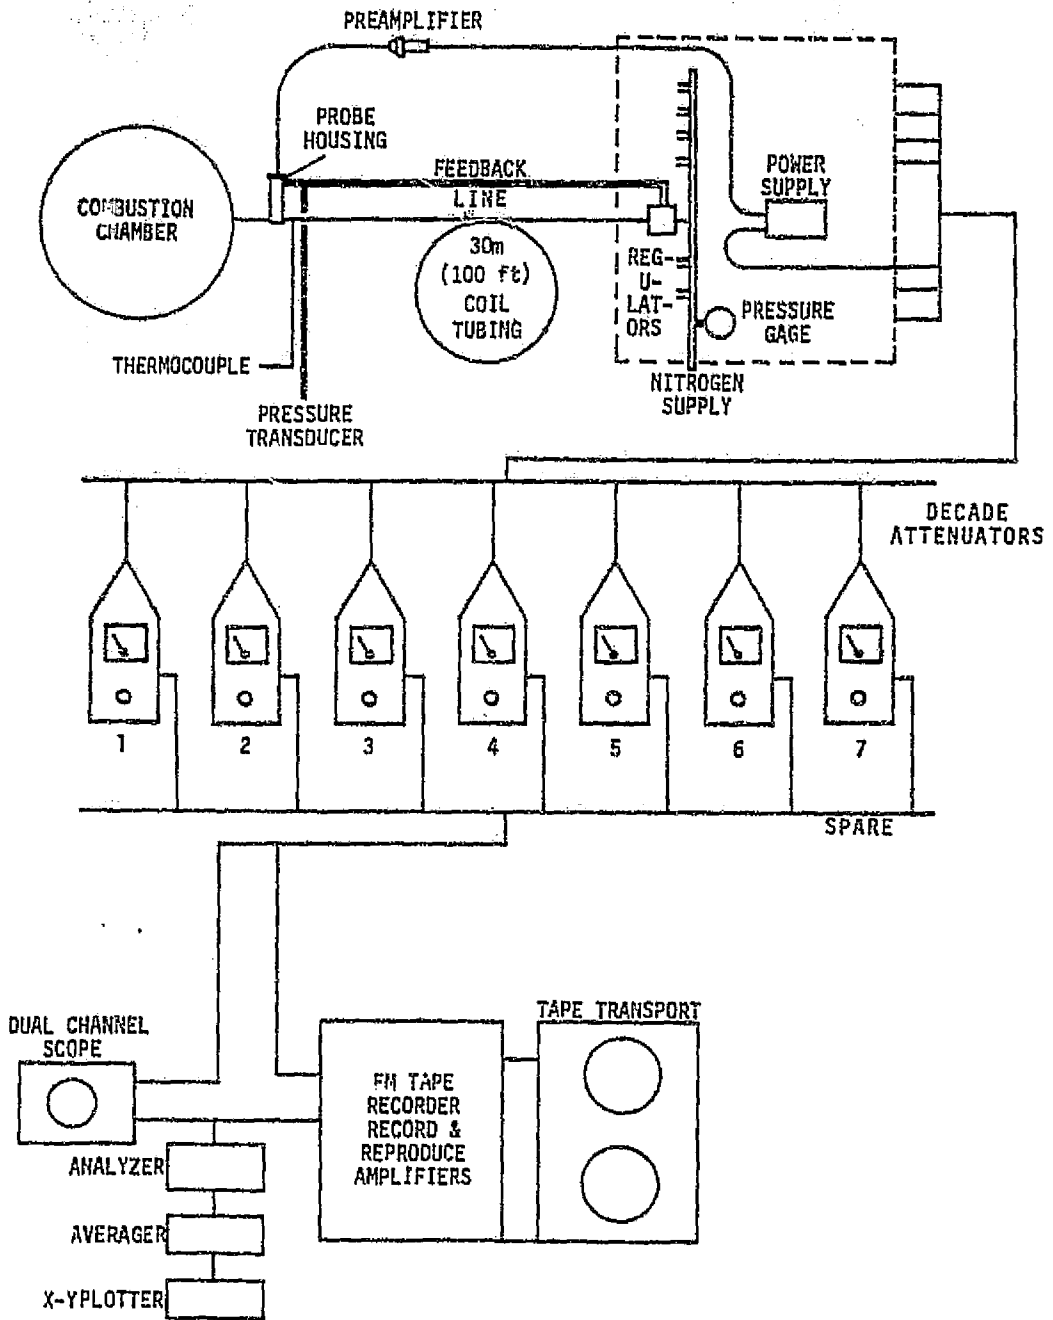 PREAMPLIFIER
PROBE
HOUSING
FEEDBACK
LINE
COMBUSTION
CHAMBER
30m
(100 ft)
COIL
TUBING
POWER
SUPPLY
REG-
U-
LAT-
ORS
PRESSURE
GAGE
THERMOCOUPLE
NITROGEN
SUPPLY
PRESSURE
TRANSDUCER
DECADE
ATTENUATORS
1
2
3
4
5
6
7
SPARE
DUAL CHANNEL
SCOPE
TAPE TRANSPORT
FM TAPE
RECORDER
RECORD &
REPRODUCE
AMPLIFIERS
ANALYZER
AVERAGER
X-YPLOTTER